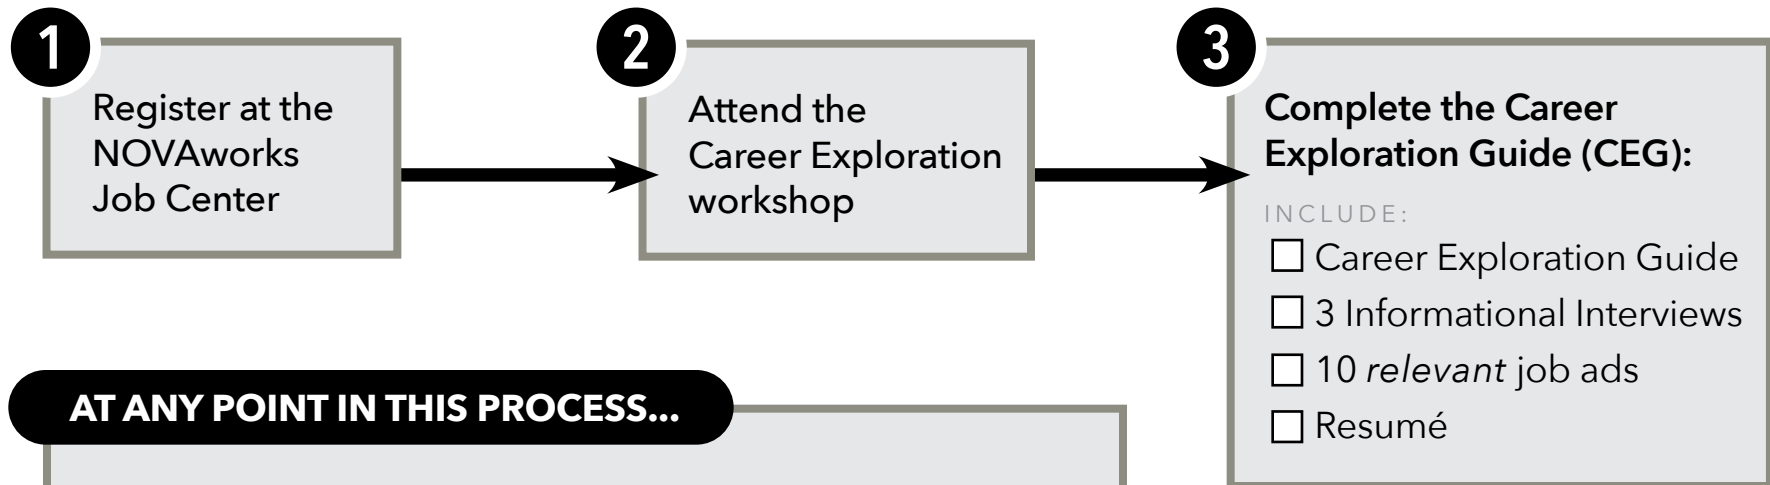 1
Register at the
NOVAworks
Job Center
2
Attend the
Career Exploration
workshop
3
Complete the Career
Exploration Guide (CEG):
INCLUDE:
Career Exploration Guide
3 Informational Interviews
10 relevant job ads
Resumé
AT ANY POINT IN THIS PROCESS...